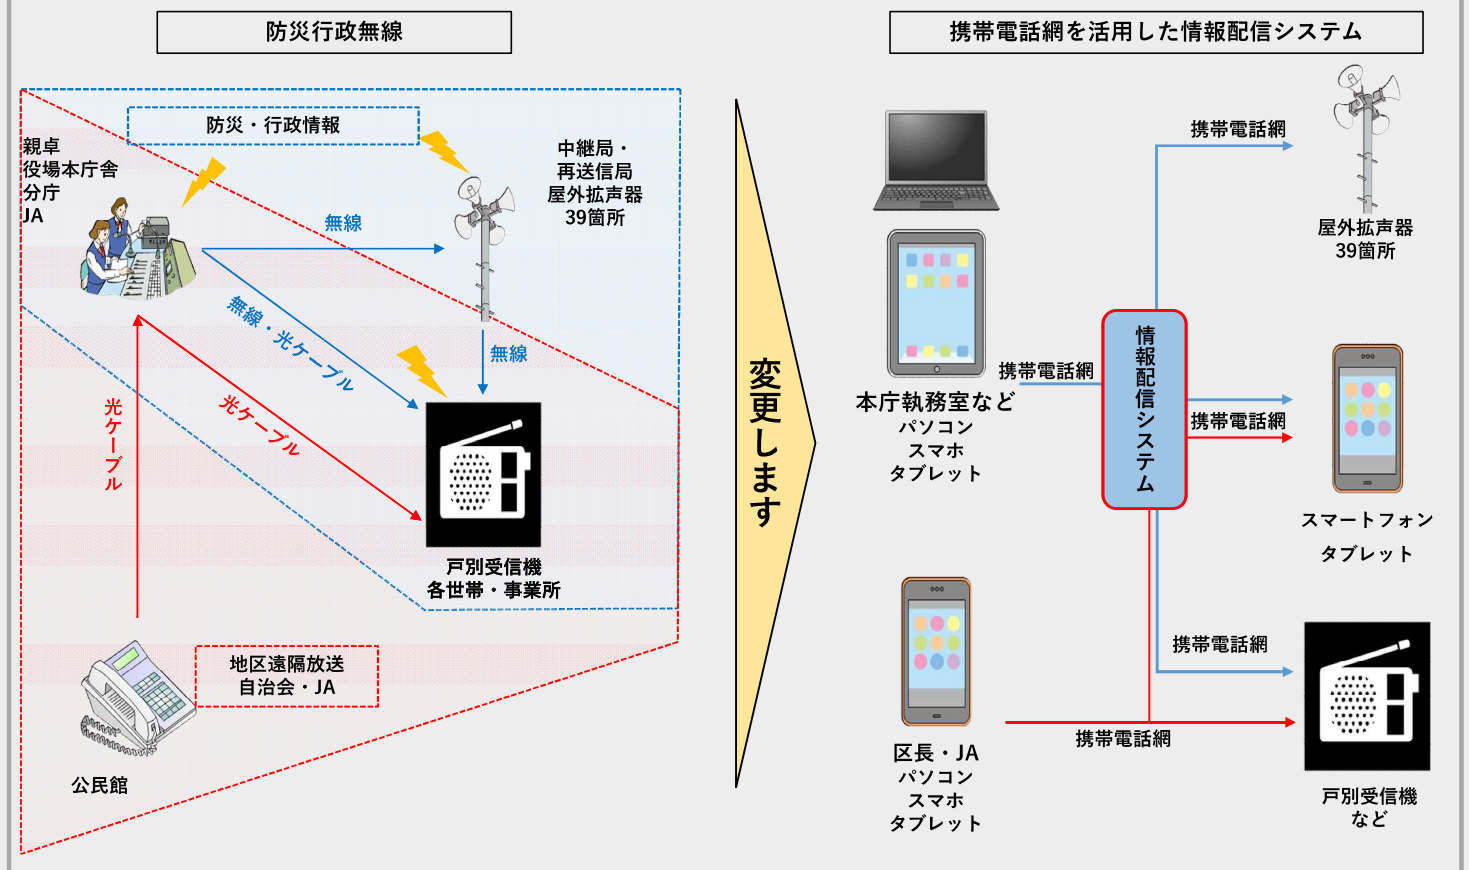 防災行政無線
防災・行政情報
親卓
役場本庁舎
分庁
JA
中継局・
再送信局
屋外拡声器
39箇所
無線
無線・光ケーブル
無線
光ケーブル
光ケーブル
戸別受信機
各世帯・事業所
地区遠隔放送
自治会・JA
公民館
変更します
携帯電話網を活用した情報配信システム
携帯電話網
屋外拡声器
39箇所
携帯電話網
情報配信システム
本庁執務室など
パソコン
スマホ
タブレット
携帯電話網
スマートフォン
タブレット
携帯電話網
携帯電話網
区長・JA
パソコン
スマホ
タブレット
戸別受信機
など